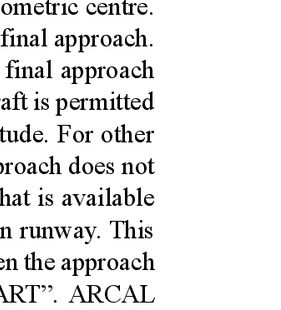 ometric centre.
final approach.
final approach
aft is permitted
tude. For other
proach does not
hat is available
n runway. This
en the approach
ART”. ARCAL